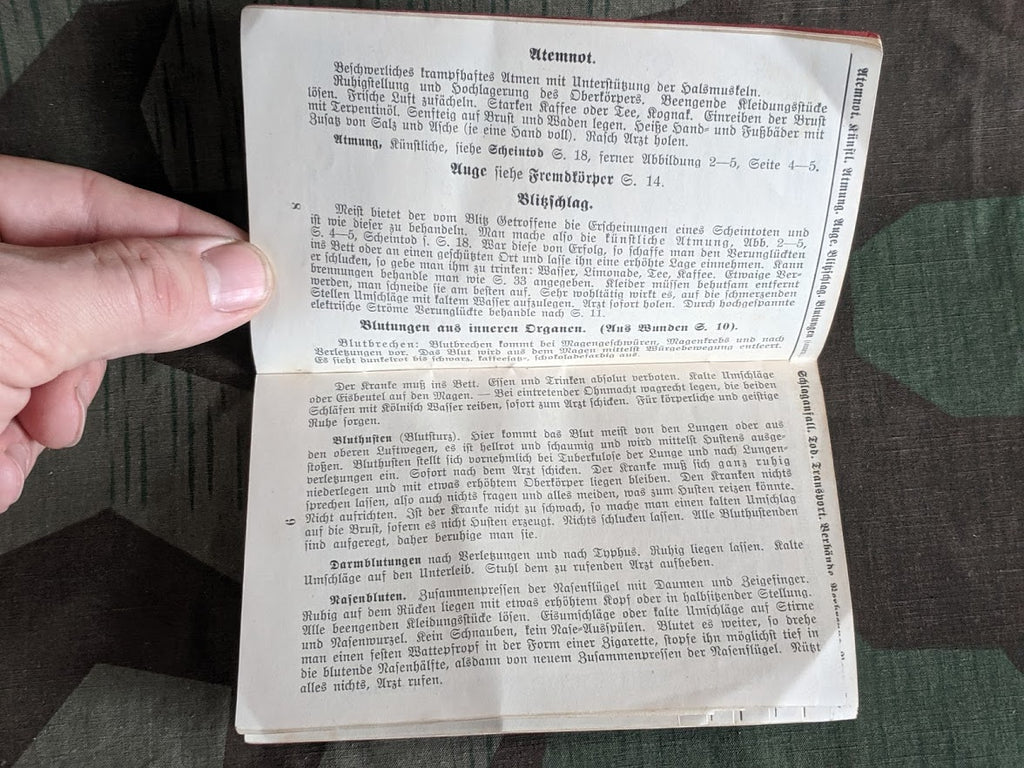 Atemnot.
Beschwerliches krampfhaftes Atmen mit Unterstützung der Halsmuskeln.
Ruhigstellung und Hochlagerung des Oberkörpers. Beengende Kleidungsstücke
lösen. Frische Luft zufächeln. Starken Kaffee oder Tee, Kognak. Einreiben der Brust
mit Terpentinöl. Senfteig auf Brust und Waden legen. Heiße Hand- und Fußbäder mit
Zusatz von Salz und Asche (je eine Hand voll). Rasch Arzt holen.
Atmung, Künstliche, siehe Scheintod S. 18, ferner Abbildung 2—5, Seite 4—5.
Auge siehe Fremdkörper S. 14.
Blitzschlag.
Meist bietet der vom Blitz Getroffene die Erscheinungen eines Scheintoten und
ist wie dieser zu behandeln. Man mache also die künstliche Atmung, Abb. 2—5,
S. 4—5, Scheintod s. S. 18. War diese von Erfolg, so schaffe man den Verunglückten
ins Bett oder an einen geschützten Ort und lasse ihn eine erhöhte Lage einnehmen. Kann
er schlucken, so gebe man ihm zu trinken: Wasser, Limonade, Tee, Kaffee. Etwaige Ver-
brennungen behandle man wie S. 33 angegeben. Kleider müssen behutsam entfernt
werden, man schneide sie am besten auf. Sehr wohltätig wirkt es, auf die schmerzenden
Stellen Umschläge mit kaltem Wasser aufzulegen. Arzt sofort holen. Durch hochgespannte
elektrische Ströme Verunglückte behandle nach S. 11.
Blutungen aus inneren Organen. (Aus Wunden S. 10).
Blutbrechen: Blutbrechen kommt bei Magengeschwüren, Magenkrebs und nach
Verletzungen vor. Das Blut wird aus dem Magen mittelst Würgebewegung entleert.
Es sieht dunkelrot bis schwarz, kaffeesatz-, schokoladefarbig aus.
8
Atemnot. Künstl. Atmung. Auge. Blitzschlag. Blutungen
Der Kranke muß ins Bett. Essen und Trinken absolut verboten. Kalte Umschläge
oder Eisbeutel auf den Magen. — Bei eintretender Ohnmacht wagrecht legen, die beiden
Schläfen mit Kölnisch Wasser reiben, sofort zum Arzt schicken. Für körperliche und geistige
Ruhe sorgen.
Bluthusten (Blutsturz). Hier kommt das Blut meist von den Lungen oder aus
den oberen Luftwegen, es ist hellrot und schaumig und wird mittelst Hustens ausge-
stoßen. Bluthusten stellt sich vornehmlich bei Tuberkulose der Lunge und nach Lungen-
verletzungen ein. Sofort nach dem Arzt schicken. Der Kranke muß sich ganz ruhig
niederlegen und mit etwas erhöhtem Oberkörper liegen bleiben. Den Kranken nichts
sprechen lassen, also auch nichts fragen und alles meiden, was zum Husten reizen könnte.
Nicht aufrichten. Ist der Kranke nicht zu schwach, so mache man einen kalten Umschlag
auf die Brust, sofern es nicht Husten erzeugt. Nichts schlucken lassen. Alle Bluthustenden
sind aufgeregt, daher beruhige man sie.
Darmblutungen nach Verletzungen und nach Typhus. Ruhig liegen lassen. Kalte
Umschläge auf den Unterleib. Stuhl dem zu rufenden Arzt aufheben.
Nasenbluten. Zusammenpressen der Nasenflügel mit Daumen und Zeigefinger.
Ruhig auf dem Rücken liegen mit etwas erhöhtem Kopf oder in halbsitzender Stellung.
Alle beengenden Kleidungsstücke lösen. Eisumschläge oder kalte Umschläge auf Stirne
und Nasenwurzel. Kein Schnauben, kein Nase-Ausspülen. Blutet es weiter, so drehe
man einen festen Wattepfropf in der Form einer Zigarette, stopfe ihn möglichst tief in
die blutende Nasenhälfte, alsdann von neuem Zusammenpressen der Nasenflügel. Nützt
alles nichts, Arzt rufen.
9
Schlaganfall. Tod. Transport. Verbände